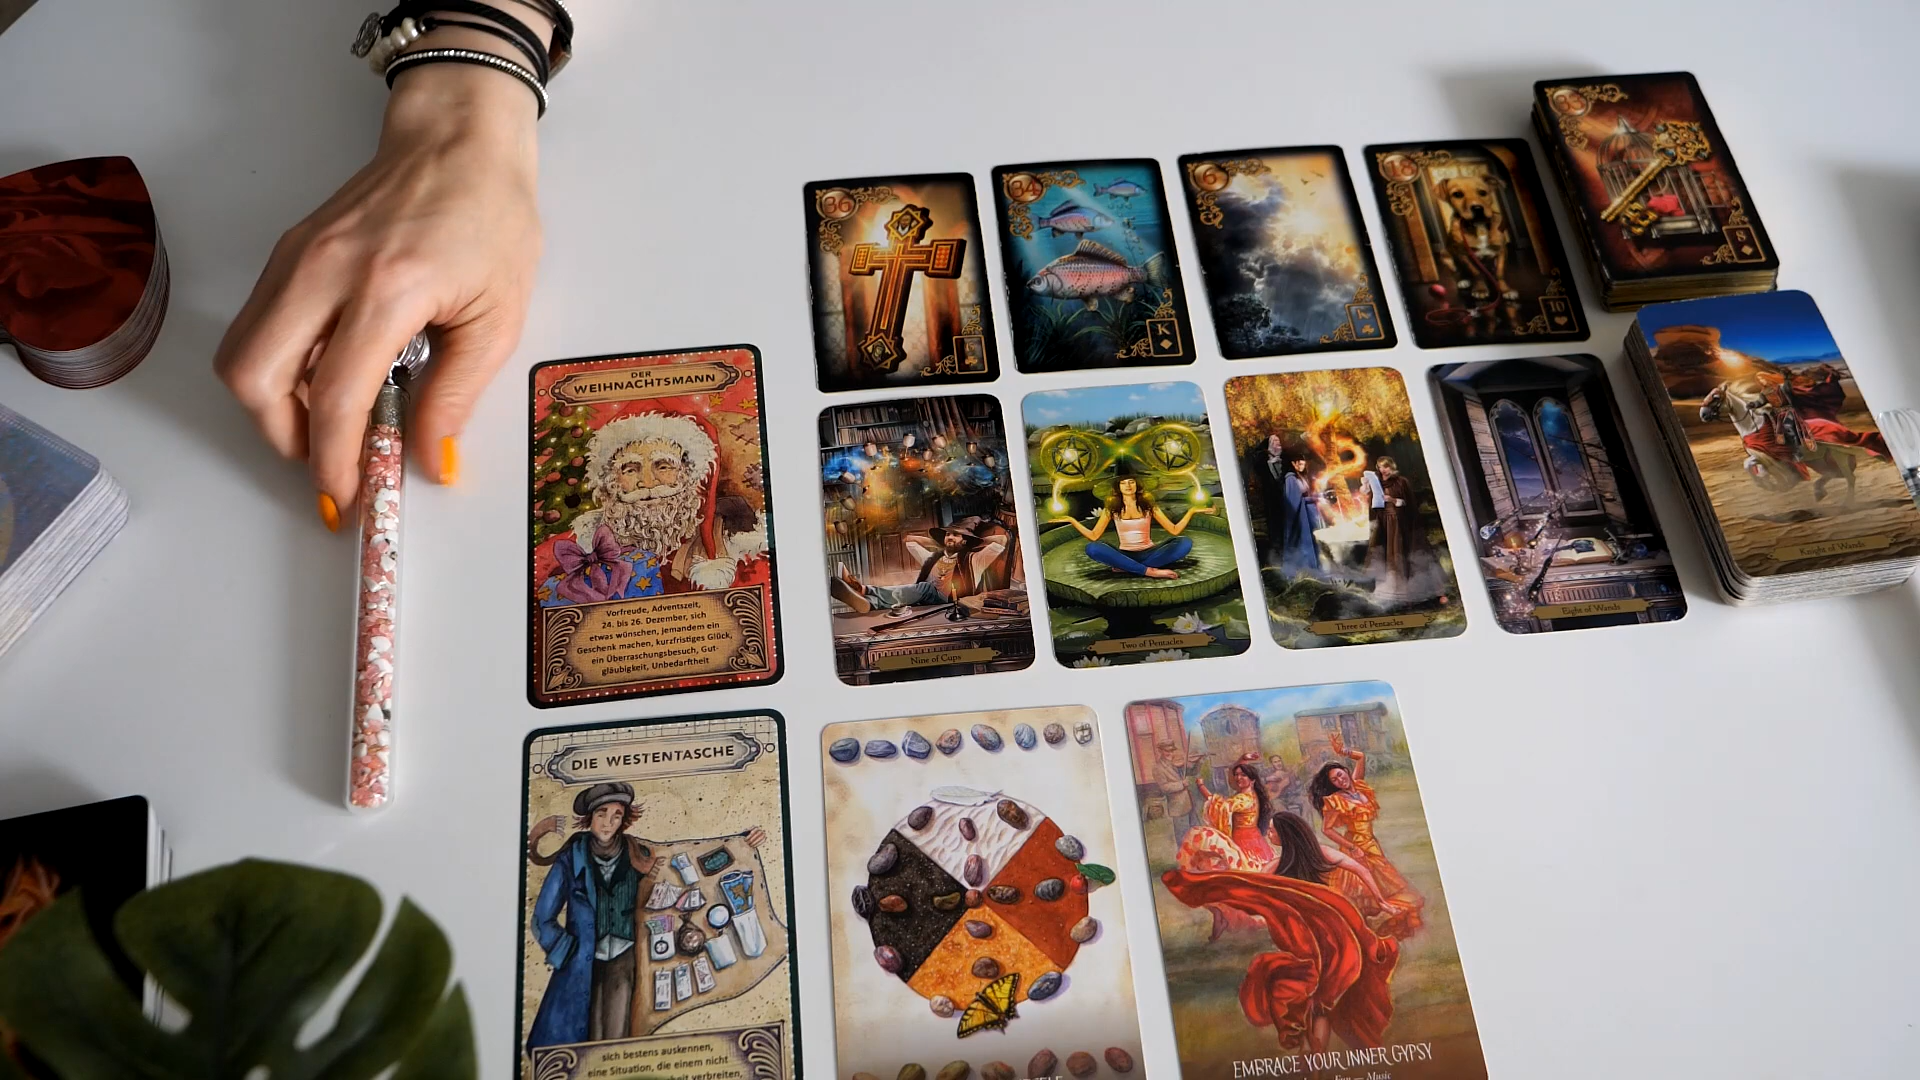 36
34
K
6
K
18
10
33
8
DER
WEIHNACHTSMANN
Vorfreude, Adventszeit,
24. bis 26. Dezember, sich
etwas wünschen, jemandem ein
Geschenk machen, kurzfristiges Glück,
ein Überraschungsbesuch, Gut-
gläubigkeit, Unbedarftheit
Nine of Cups
Two of Pentacles
Three of Pentacles
Eight of Wands
Knight of Wands
DIE WESTENTASCHE
sich bestens auskennen,
eine Situation, die einem nicht
verbreiten,
EMBRACE YOUR INNER GYPSY
Fun — Music